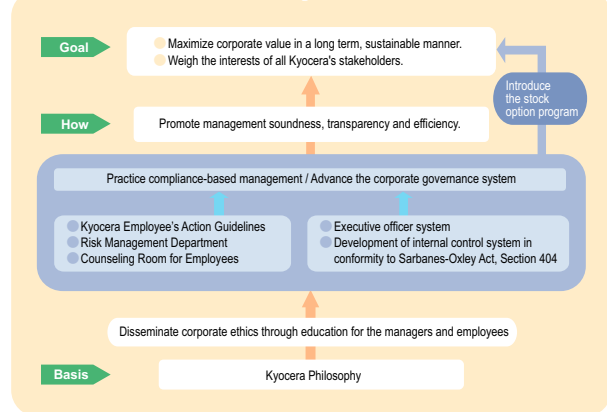 Goal
Maximize corporate value in a long term, sustainable manner.
Weigh the interests of all Kyocera's stakeholders.
Introduce
the stock
option program
How
Promote management soundness, transparency and efficiency.
Practice compliance-based management / Advance the corporate governance system
Kyocera Employee's Action Guidelines
Risk Management Department
Counseling Room for Employees
Executive officer system
Development of internal control system in
conformity to Sarbanes-Oxley Act, Section 404
Disseminate corporate ethics through education for the managers and employees
Basis
Kyocera Philosophy